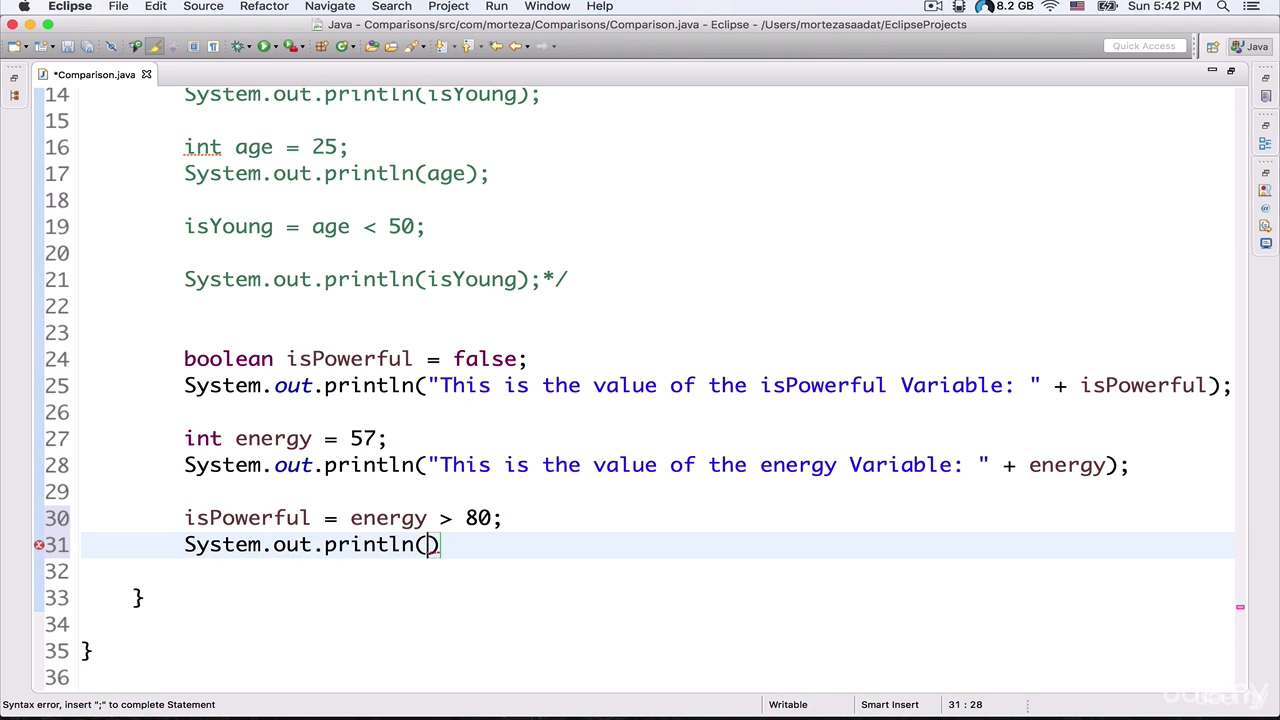 Eclipse File Edit Source Refactor Navigate Search Project Run Window Help 8.2 GB Sun 5:42 PM
Java - Comparisons/src/com/morteza/Comparisons/Comparison.java - Eclipse - /Users/mortezasaadat/EclipseProjects
Quick Access Java
*Comparison.java
14 System.out.println(isYoung);
15
16 int age = 25;
17 System.out.println(age);
18
19 isYoung = age < 50;
20
21 System.out.println(isYoung);*/
22
23
24 boolean isPowerful = false;
25 System.out.println("This is the value of the isPowerful Variable: " + isPowerful);
26
27 int energy = 57;
28 System.out.println("This is the value of the energy Variable: " + energy);
29
30 isPowerful = energy > 80;
31 System.out.println()
32
33 }
34
35 }
36
Syntax error, insert ";" to complete Statement Writable Smart Insert 31 : 28